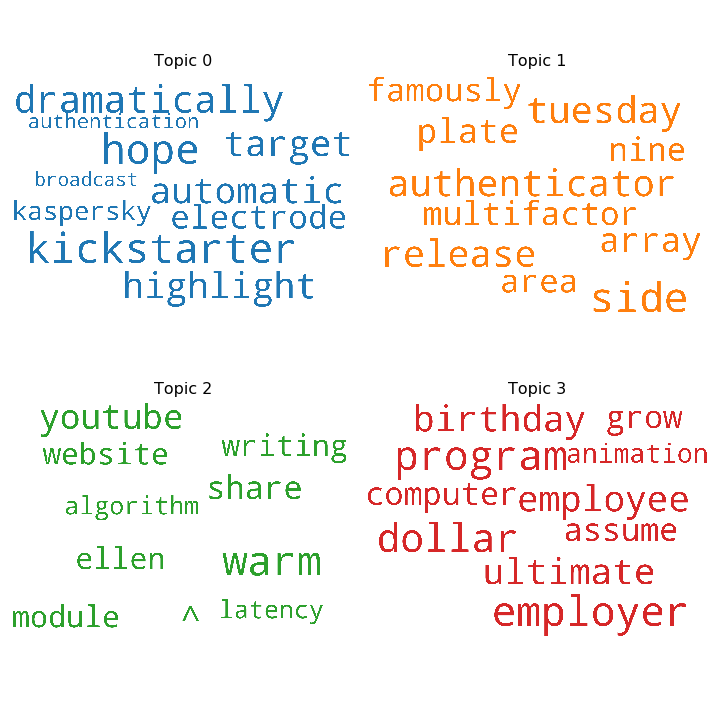 Topic 0
dramatically
authentication
hope
target
broadcast
automatic
kaspersky
electrode
kickstarter
highlight
Topic 1
famously
tuesday
plate
nine
authenticator
multifactor
array
release
area
side
Topic 2
youtube
writing
website
share
algorithm
ellen
warm
module
^
latency
Topic 3
birthday
grow
program
animation
computer
employee
dollar
assume
ultimate
employer